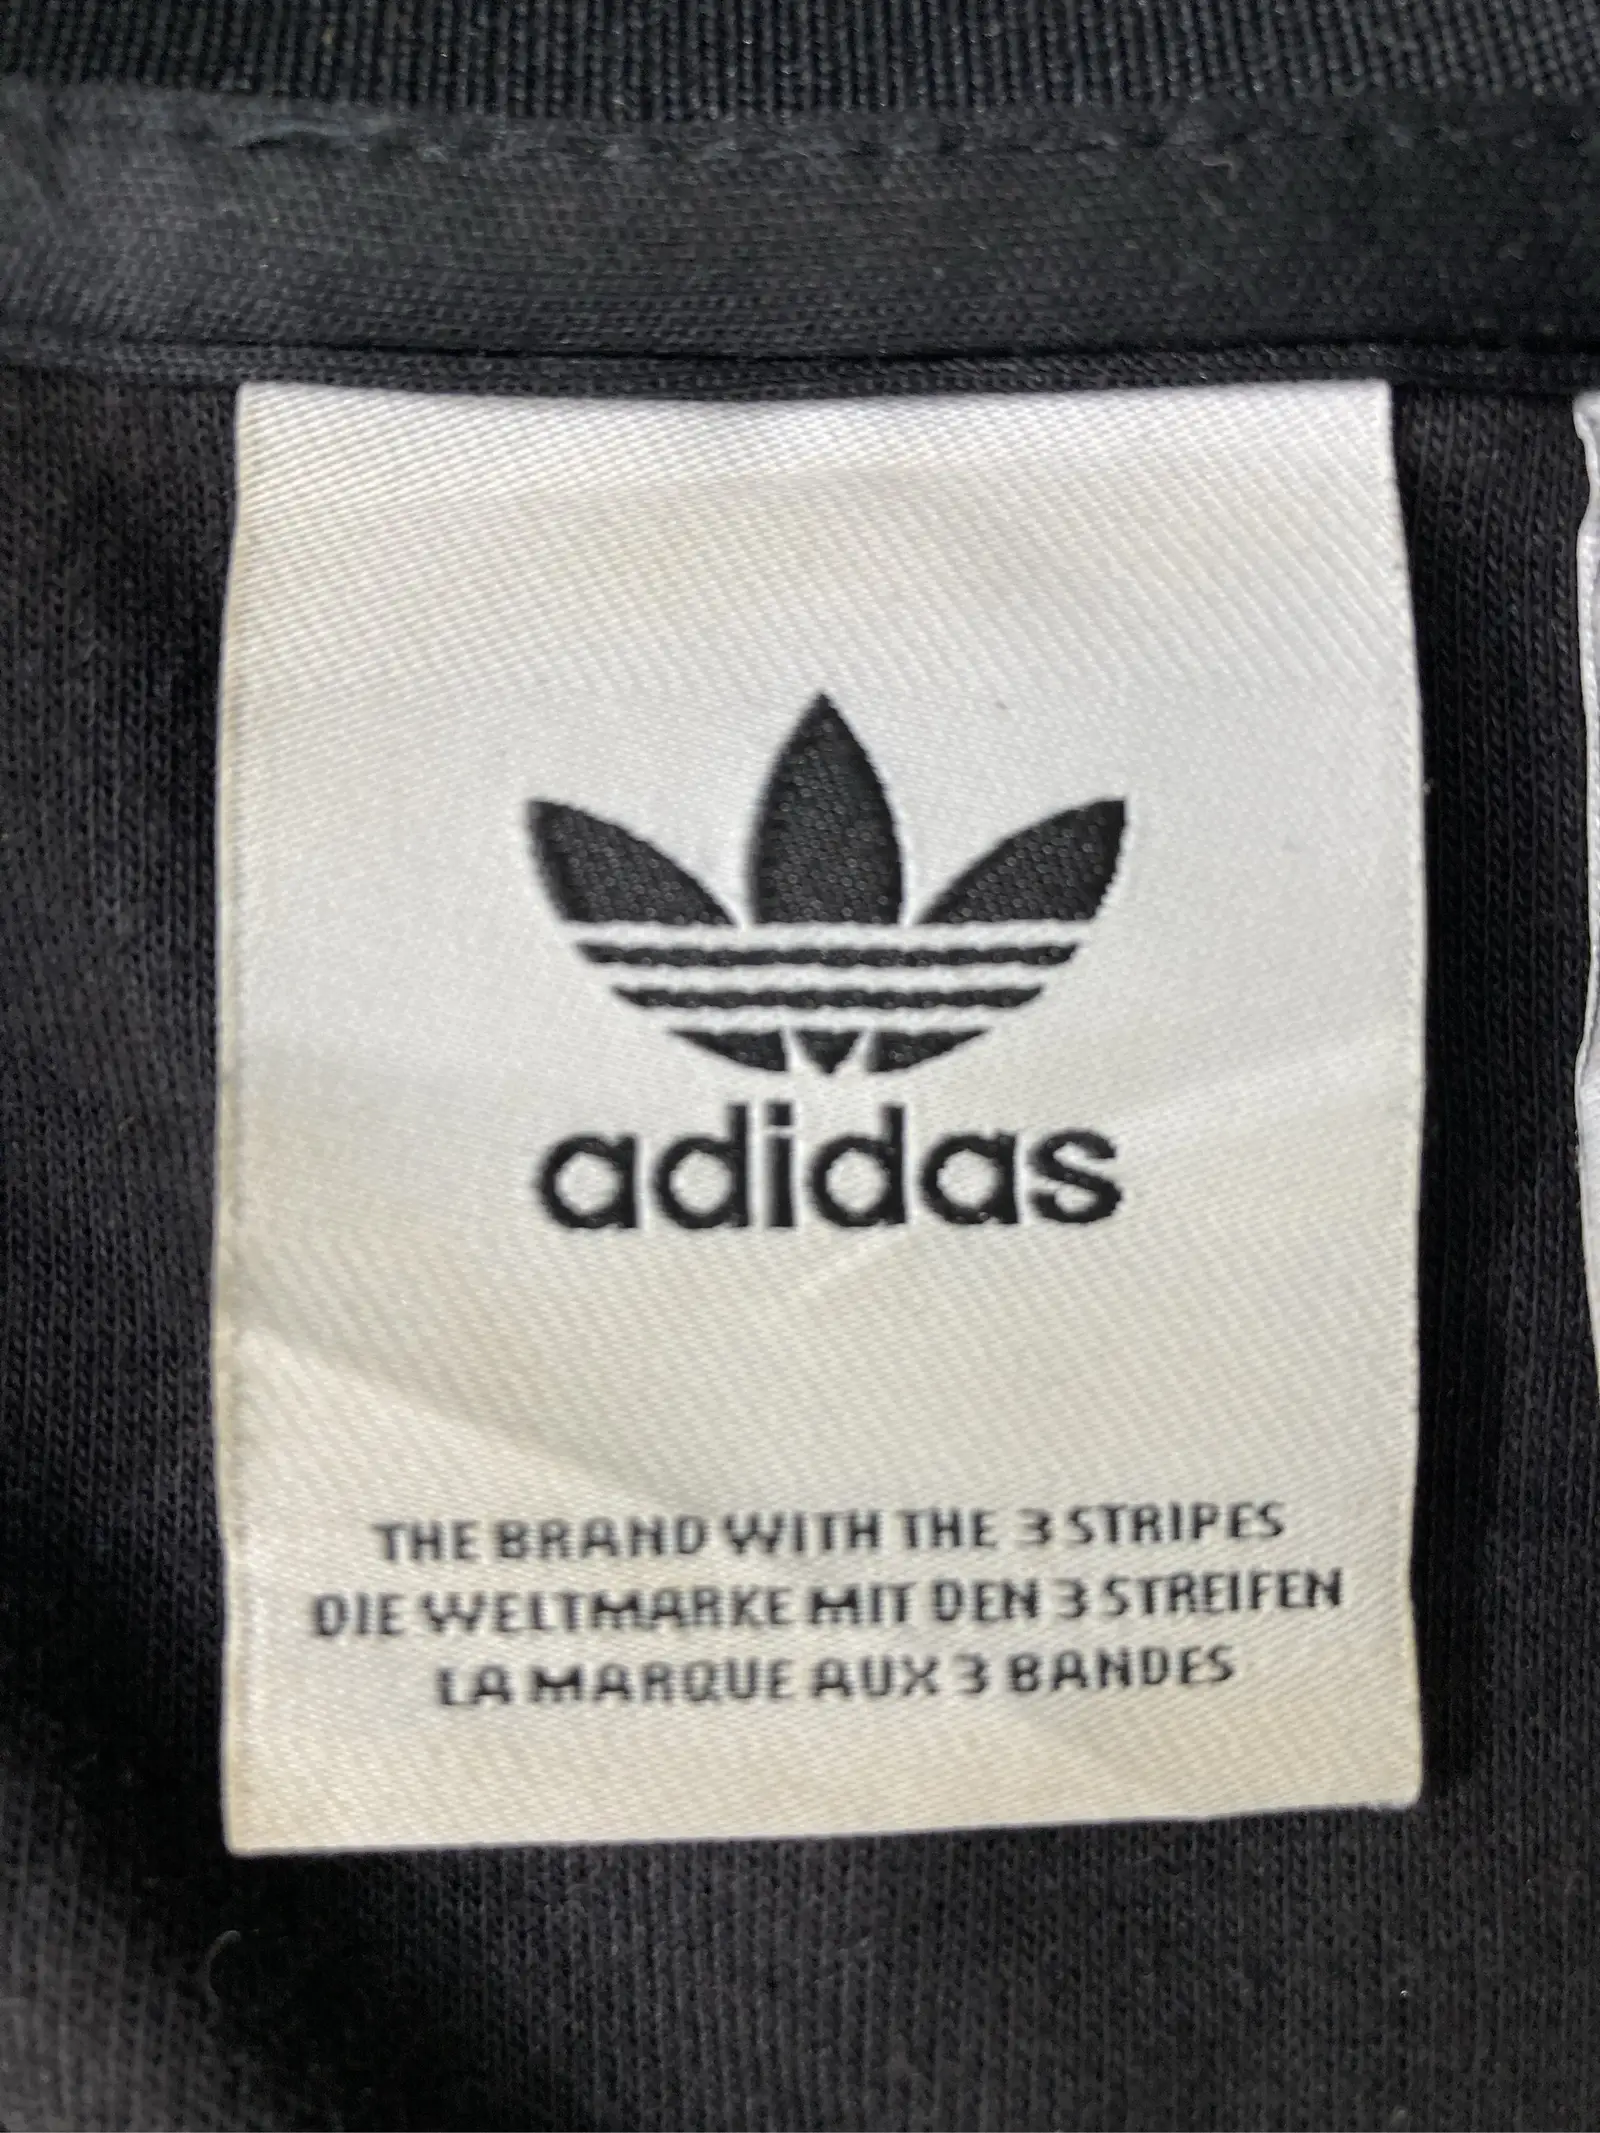 adidas
THE BRAND WITH THE 3 STRIPES
DIE WELTMARKE MIT DEN 3 STREIFEN
LA MARQUE AUX 3 BANDES